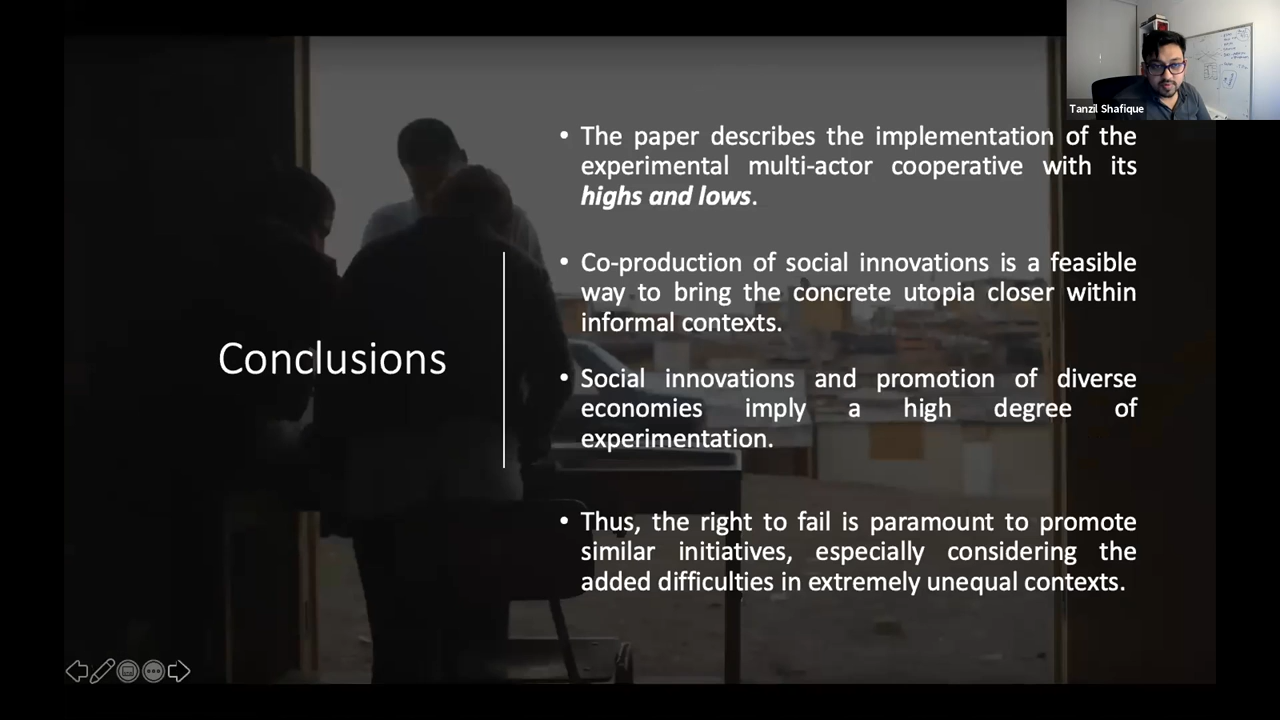 Tanzil Shafique
Conclusions
• The paper describes the implementation of the
experimental multi-actor cooperative with its
highs and lows.
• Co-production of social innovations is a feasible
way to bring the concrete utopia closer within
informal contexts.
• Social innovations and promotion of diverse
economies imply a high degree of
experimentation.
• Thus, the right to fail is paramount to promote
similar initiatives, especially considering the
added difficulties in extremely unequal contexts.